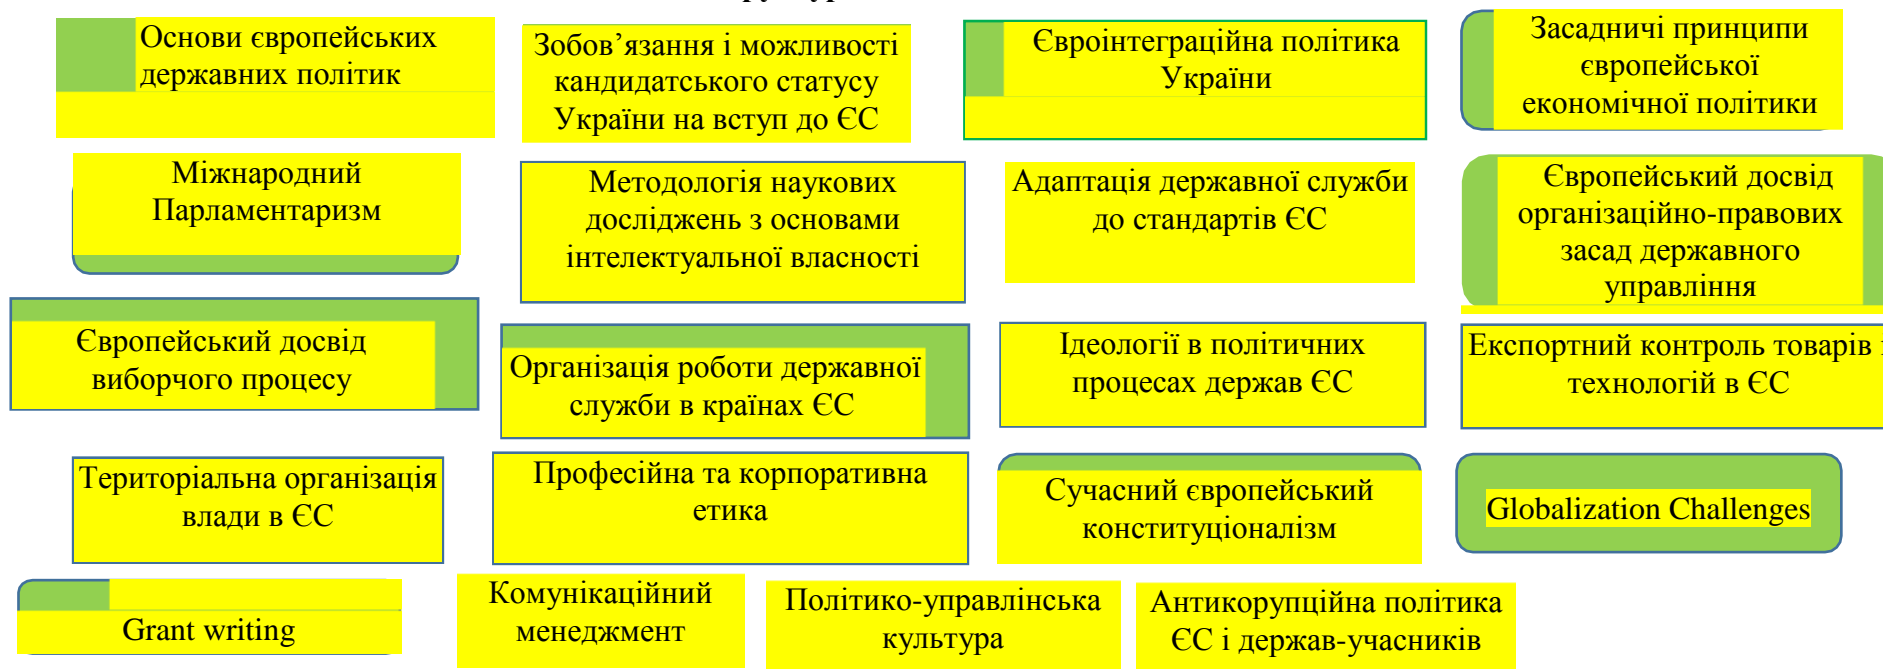 Основи європейських
державних політик
Зобов’язання і можливості
кандидатського статусу
України на вступ до ЄС
Євроінтеграційна політика
України
Засадничі принципи
європейської
економічної політики
Міжнародний
Парламентаризм
Методологія наукових
досліджень з основами
інтелектуальної власності
Адаптація державної служби
до стандартів ЄС
Європейський досвід
організаційно-правових
засад державного
управління
Європейський досвід
виборчого процесу
Організація роботи державної
служби в країнах ЄС
Ідеології в політичних
процесах держав ЄС
Експортний контроль товарів
технологій в ЄС
Територіальна організація
влади в ЄС
Професійна та корпоративна
етика
Сучасний європейський
конституціоналізм
Globalization Challenges
Grant writing
Комунікаційний
менеджмент
Політико-управлінська
культура
Антикорупційна політика
ЄС і держав-учасників